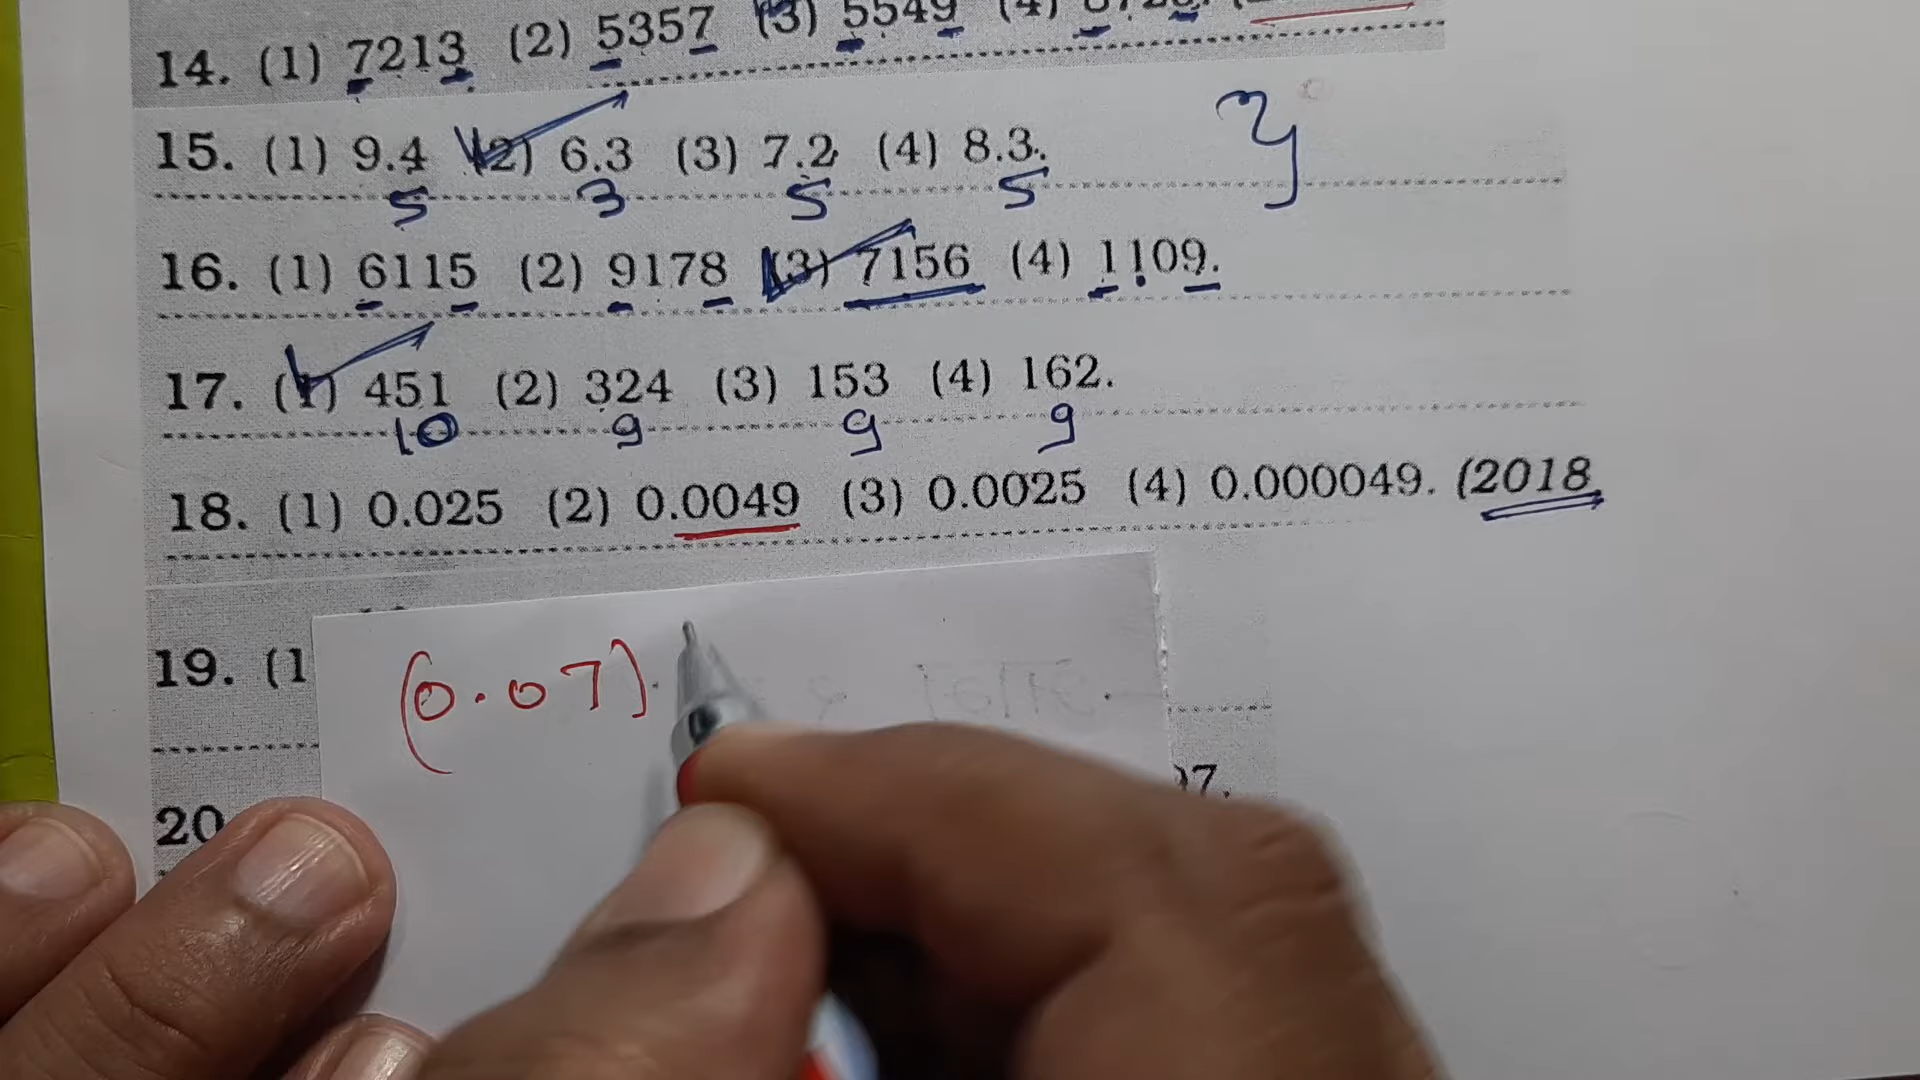 14. (1) 7213 (2) 5357 (3) 5549 (4)
15. (1) 9.4 (2) 6.3 (3) 7.2 (4) 8.3.
5 3 5 5
16. (1) 6115 (2) 9178 (3) 7156 (4) 1109.
17. (1) 451 (2) 324 (3) 153 (4) 162.
10 9 9 9
18. (1) 0.025 (2) 0.0049 (3) 0.0025 (4) 0.000049. (2018
19. (1
(0.07)
7.
20